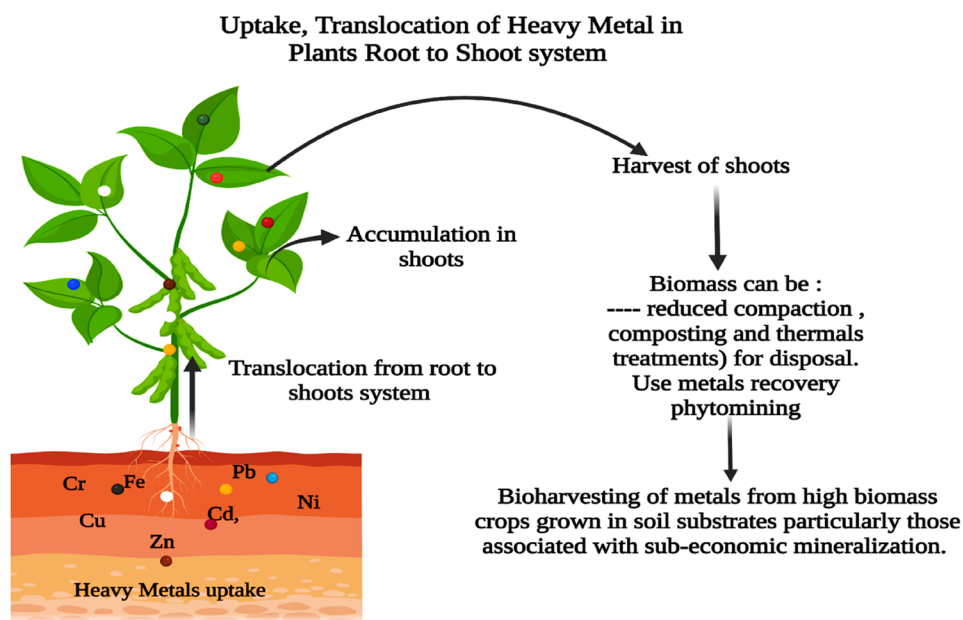 Uptake, Translocation of Heavy Metal in
Plants Root to Shoot system
Harvest of shoots
Accumulation in
shoots
Biomass can be :
---- reduced compaction ,
composting and thermals
treatments) for disposal.
Use metals recovery
phytomining
Translocation from root to
shoots system
Cr
Fe
Pb
Ni
Cu
Cd,
Zn
Heavy Metals uptake
Bioharvesting of metals from high biomass
crops grown in soil substrates particularly those
associated with sub-economic mineralization.